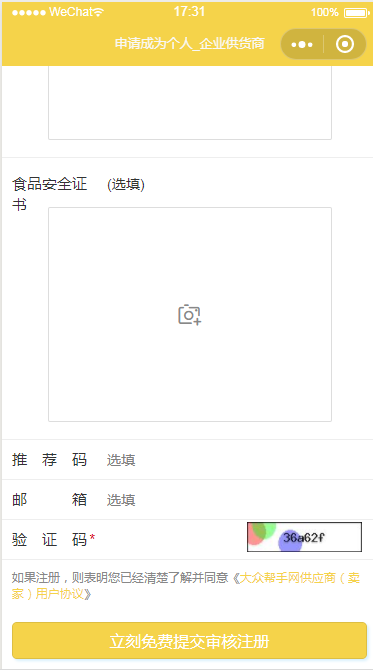 ●●●●● WeChat 17:31 100%
申请成为个人_企业供货商
食品安全证书 (选填)
推 荐 码 选填
邮 箱 选填
验 证 码* 36a62f
如果注册，则表明您已经清楚了解并同意《大众帮手网供应商（卖
家）用户协议》
立刻免费提交审核注册